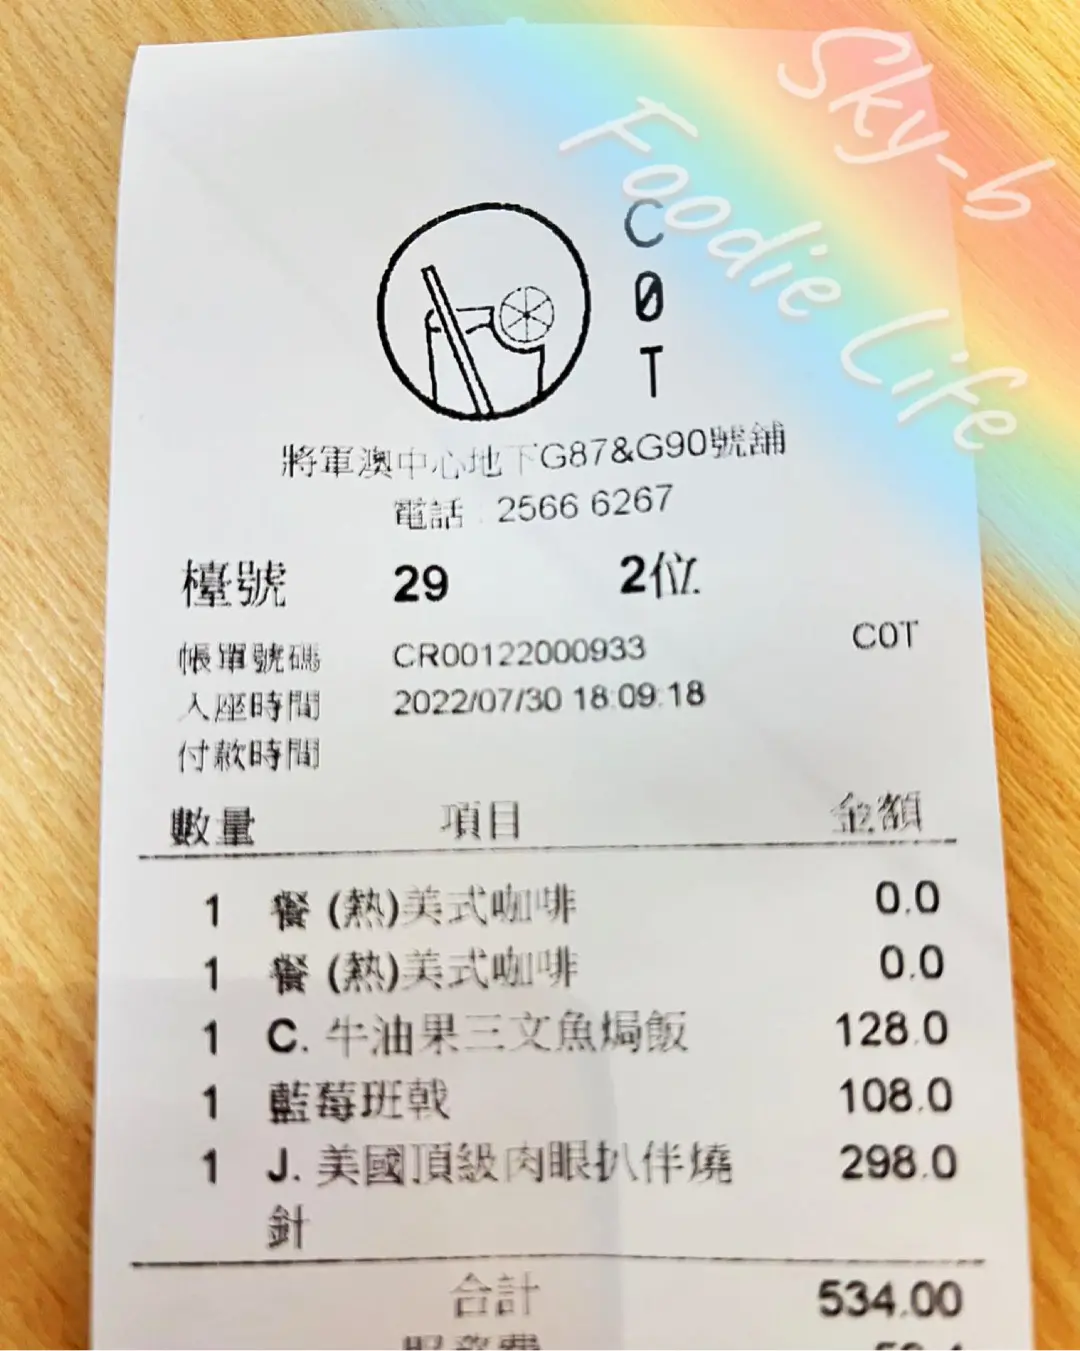 Sky-b
Foodie Life
C0T
將軍澳中心地下G87&G90號舖
電話 : 2566 6267
檯號 29 2位
帳單號碼 CR00122000933 C0T
入座時間 2022/07/30 18:09:18
付款時間
數量 項目 金額
1 餐 (熱)美式咖啡 0.0
1 餐 (熱)美式咖啡 0.0
1 C. 牛油果三文魚焗飯 128.0
1 藍莓班戟 108.0
1 J. 美國頂級肉眼扒伴燒 298.0
針
合計 534.00
服務費